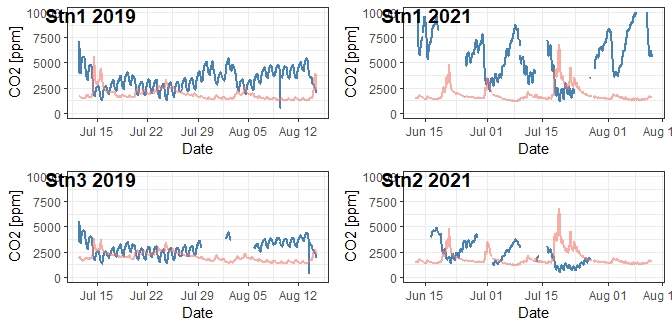 Stn1 2019
CO2 [ppm]
10000
7500
5000
2500
0
Jul 15 Jul 22 Jul 29 Aug 05 Aug 12
Date
Stn1 2021
CO2 [ppm]
10000
7500
5000
2500
0
Jun 15 Jul 01 Jul 15 Aug 01 Aug 1
Date
Stn3 2019
CO2 [ppm]
10000
7500
5000
2500
0
Jul 15 Jul 22 Jul 29 Aug 05 Aug 12
Date
Stn2 2021
CO2 [ppm]
10000
7500
5000
2500
0
Jun 15 Jul 01 Jul 15 Aug 01 Aug 1
Date